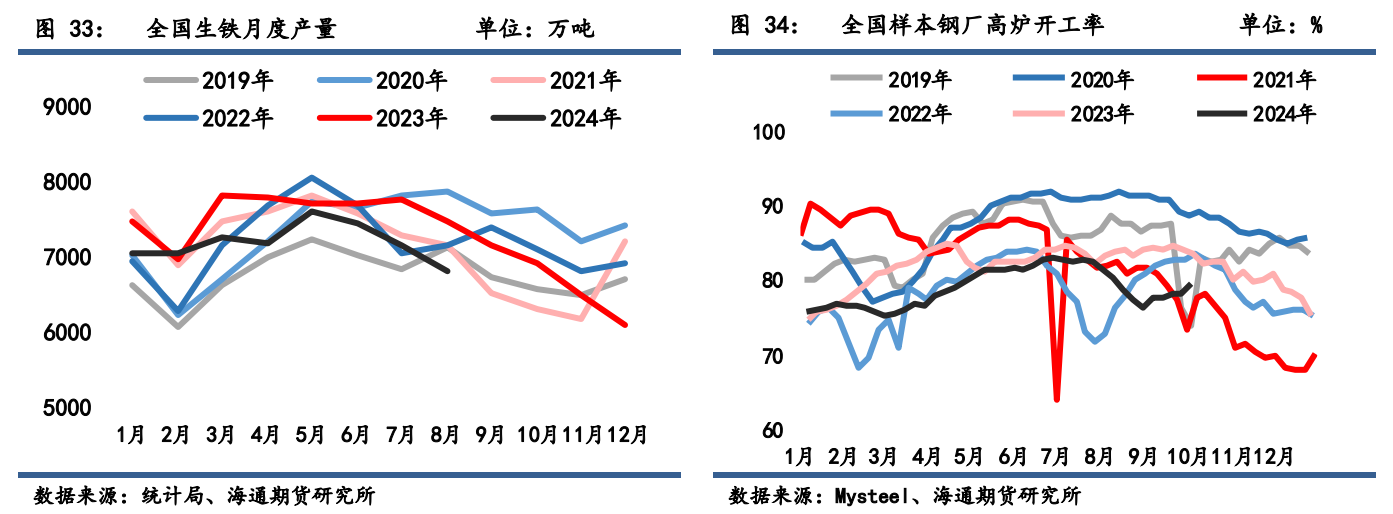 图 33： 全国生铁月度产量 单位：万吨
2019年 2020年 2021年
2022年 2023年 2024年
9000
8000
7000
6000
5000
1月 2月 3月 4月 5月 6月 7月 8月 9月 10月 11月 12月
数据来源：统计局、海通期货研究所
图 34： 全国样本钢厂高炉开工率 单位：%
2019年 2020年 2021年
2022年 2023年 2024年
100
90
80
70
60
1月 2月 3月 4月 5月 6月 7月 8月 9月 10月 11月 12月
数据来源：Mysteel、海通期货研究所